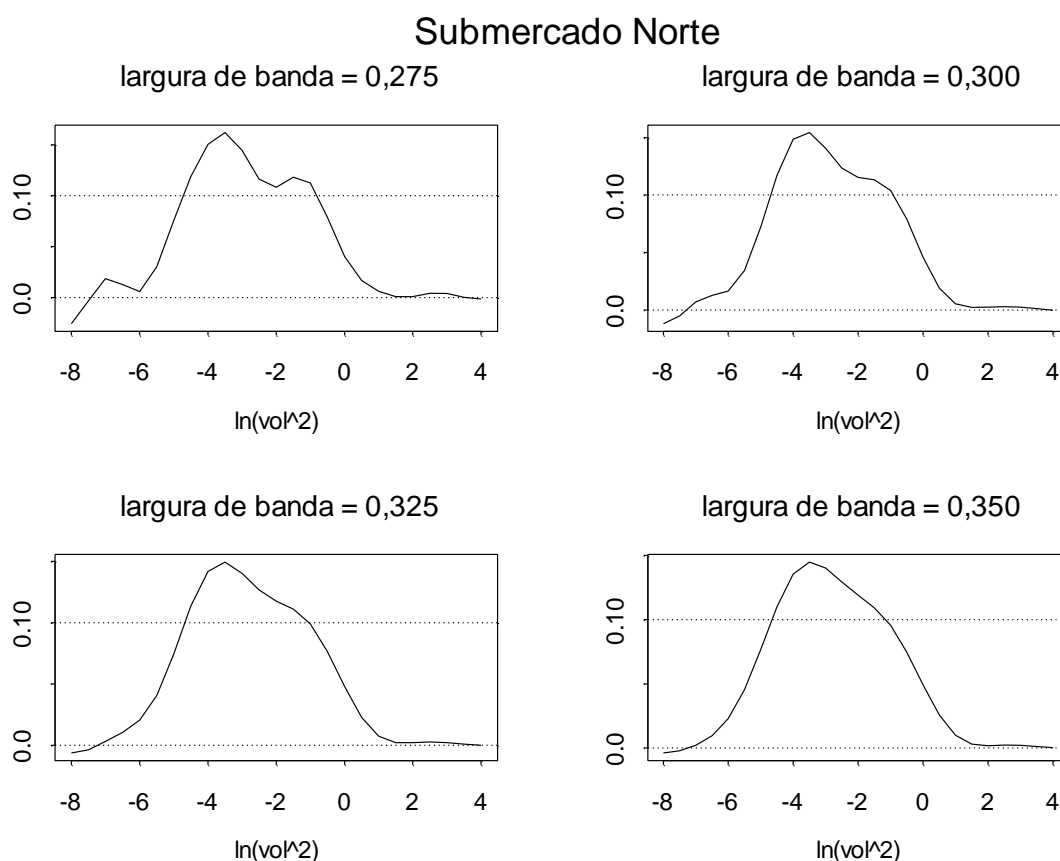 Submercado Norte
largura de banda = 0,275
0.10
0.0
-8 -6 -4 -2 0 2 4
ln(vol^2)
largura de banda = 0,300
0.10
0.0
-8 -6 -4 -2 0 2 4
ln(vol^2)
largura de banda = 0,325
0.10
0.0
-8 -6 -4 -2 0 2 4
ln(vol^2)
largura de banda = 0,350
0.10
0.0
-8 -6 -4 -2 0 2 4
ln(vol^2)